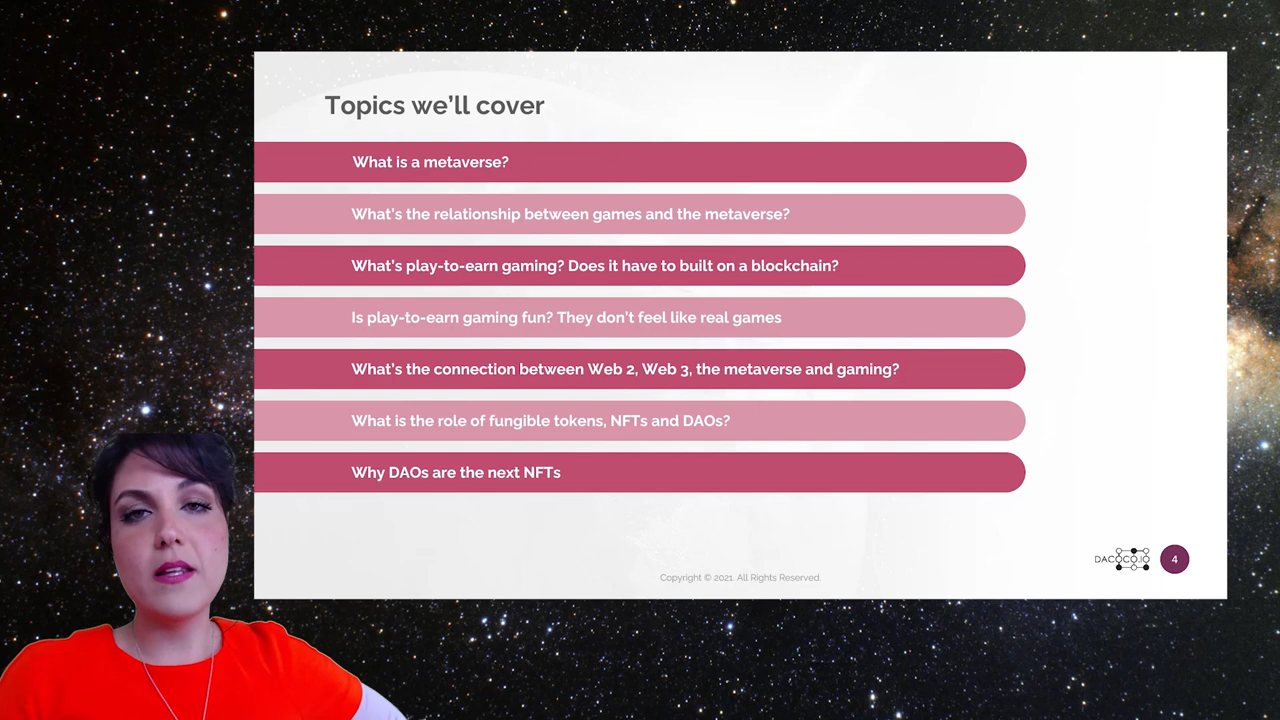 Topics we'll cover
What is a metaverse?
What's the relationship between games and the metaverse?
What's play-to-earn gaming? Does it have to built on a blockchain?
Is play-to-earn gaming fun? They don't feel like real games
What's the connection between Web 2, Web 3, the metaverse and gaming?
What is the role of fungible tokens, NFTs and DAOs?
Why DAOs are the next NFTs
DACOCO.IO
4
Copyright © 2021. All Rights Reserved.